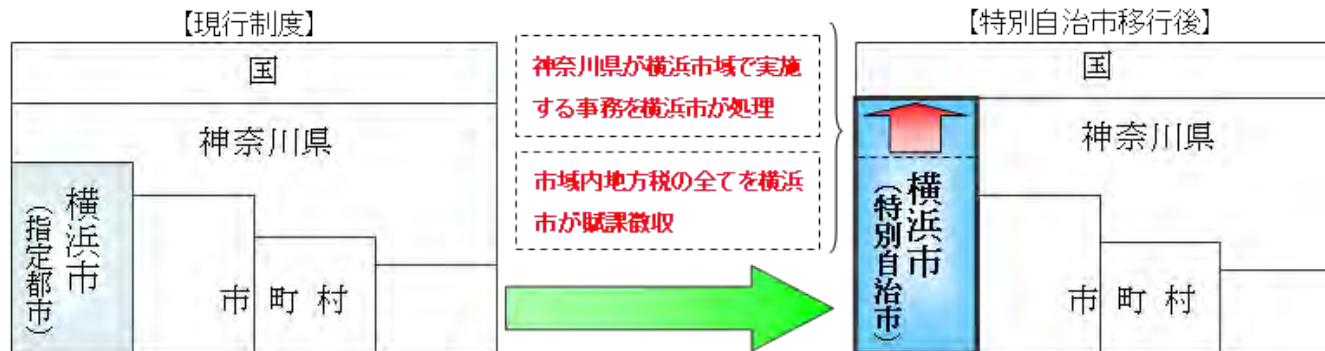 【現行制度】
国
神奈川県
横浜市
(指定都市)
市町村
神奈川県が横浜市域で実施
する事務を横浜市が処理
市域内地方税の全てを横浜
市が賦課徴収
【特別自治市移行後】
国
神奈川県
横浜市
(特別自治市)
市町村